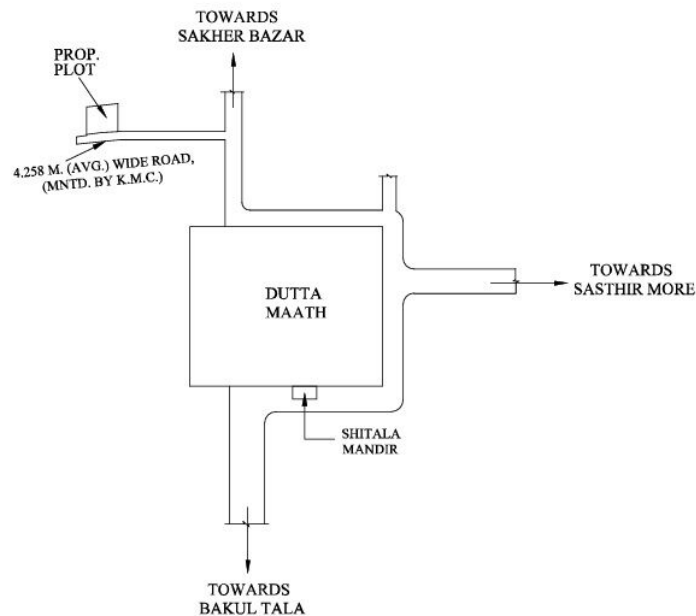 TOWARDS
SAKHER BAZAR
PROP.
PLOT
4.258 M. (AVG.) WIDE ROAD,
(MNTD. BY K.M.C.)
DUTTA
MAATH
TOWARDS
SASTHIR MORE
SHITALA
MANDIR
TOWARDS
BAKUL TALA